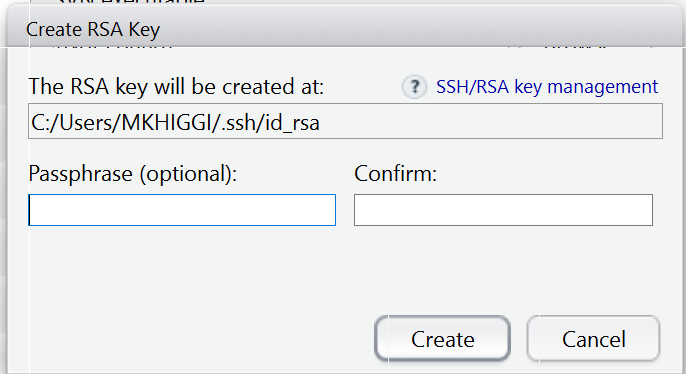 Create RSA Key
The RSA key will be created at:
? SSH/RSA key management
C:/Users/MKHIGGI/.ssh/id_rsa
Passphrase (optional):
Confirm:
Create
Cancel